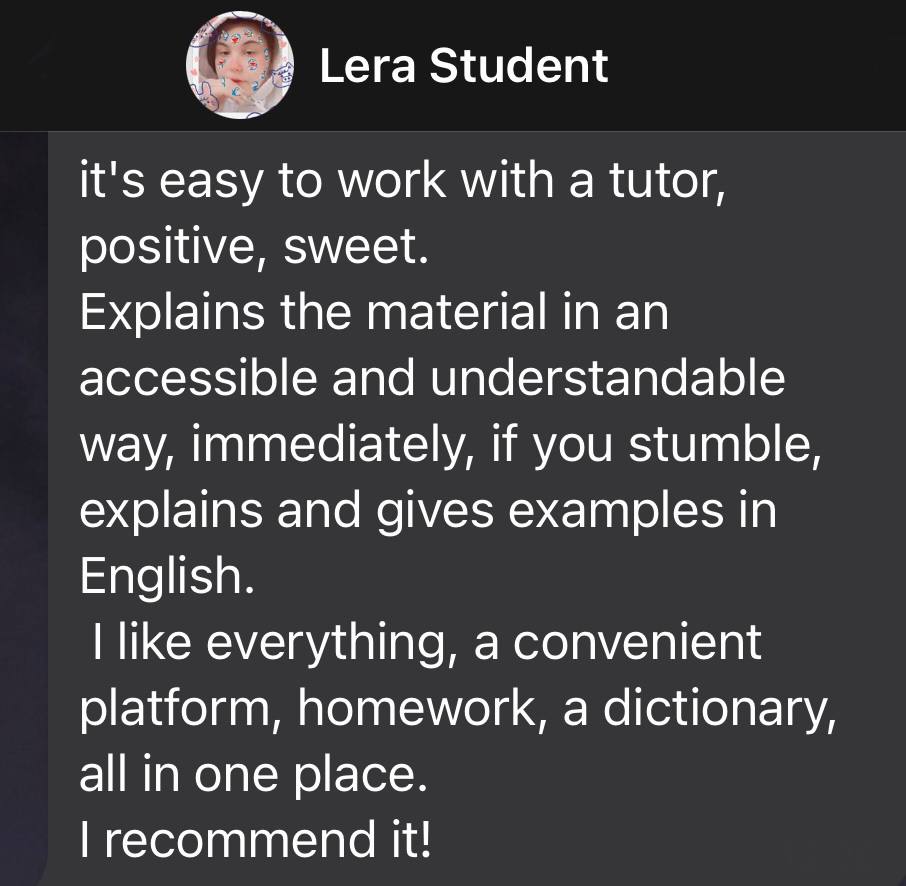 Lera Student
it's easy to work with a tutor,
positive, sweet.
Explains the material in an
accessible and understandable
way, immediately, if you stumble,
explains and gives examples in
English.
I like everything, a convenient
platform, homework, a dictionary,
all in one place.
I recommend it!